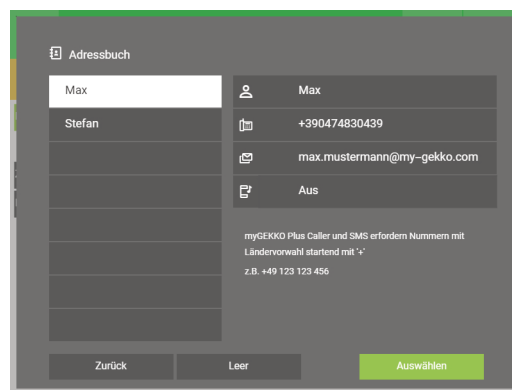 Adressbuch
Max
Stefan
Max
+390474830439
max.mustermann@my-gekko.com
Aus
myGEKKO Plus Caller und SMS erfordern Nummern mit
Ländervorwahl startend mit '+'
z.B. +49 123 123 456
Zurück
Leer
Auswählen